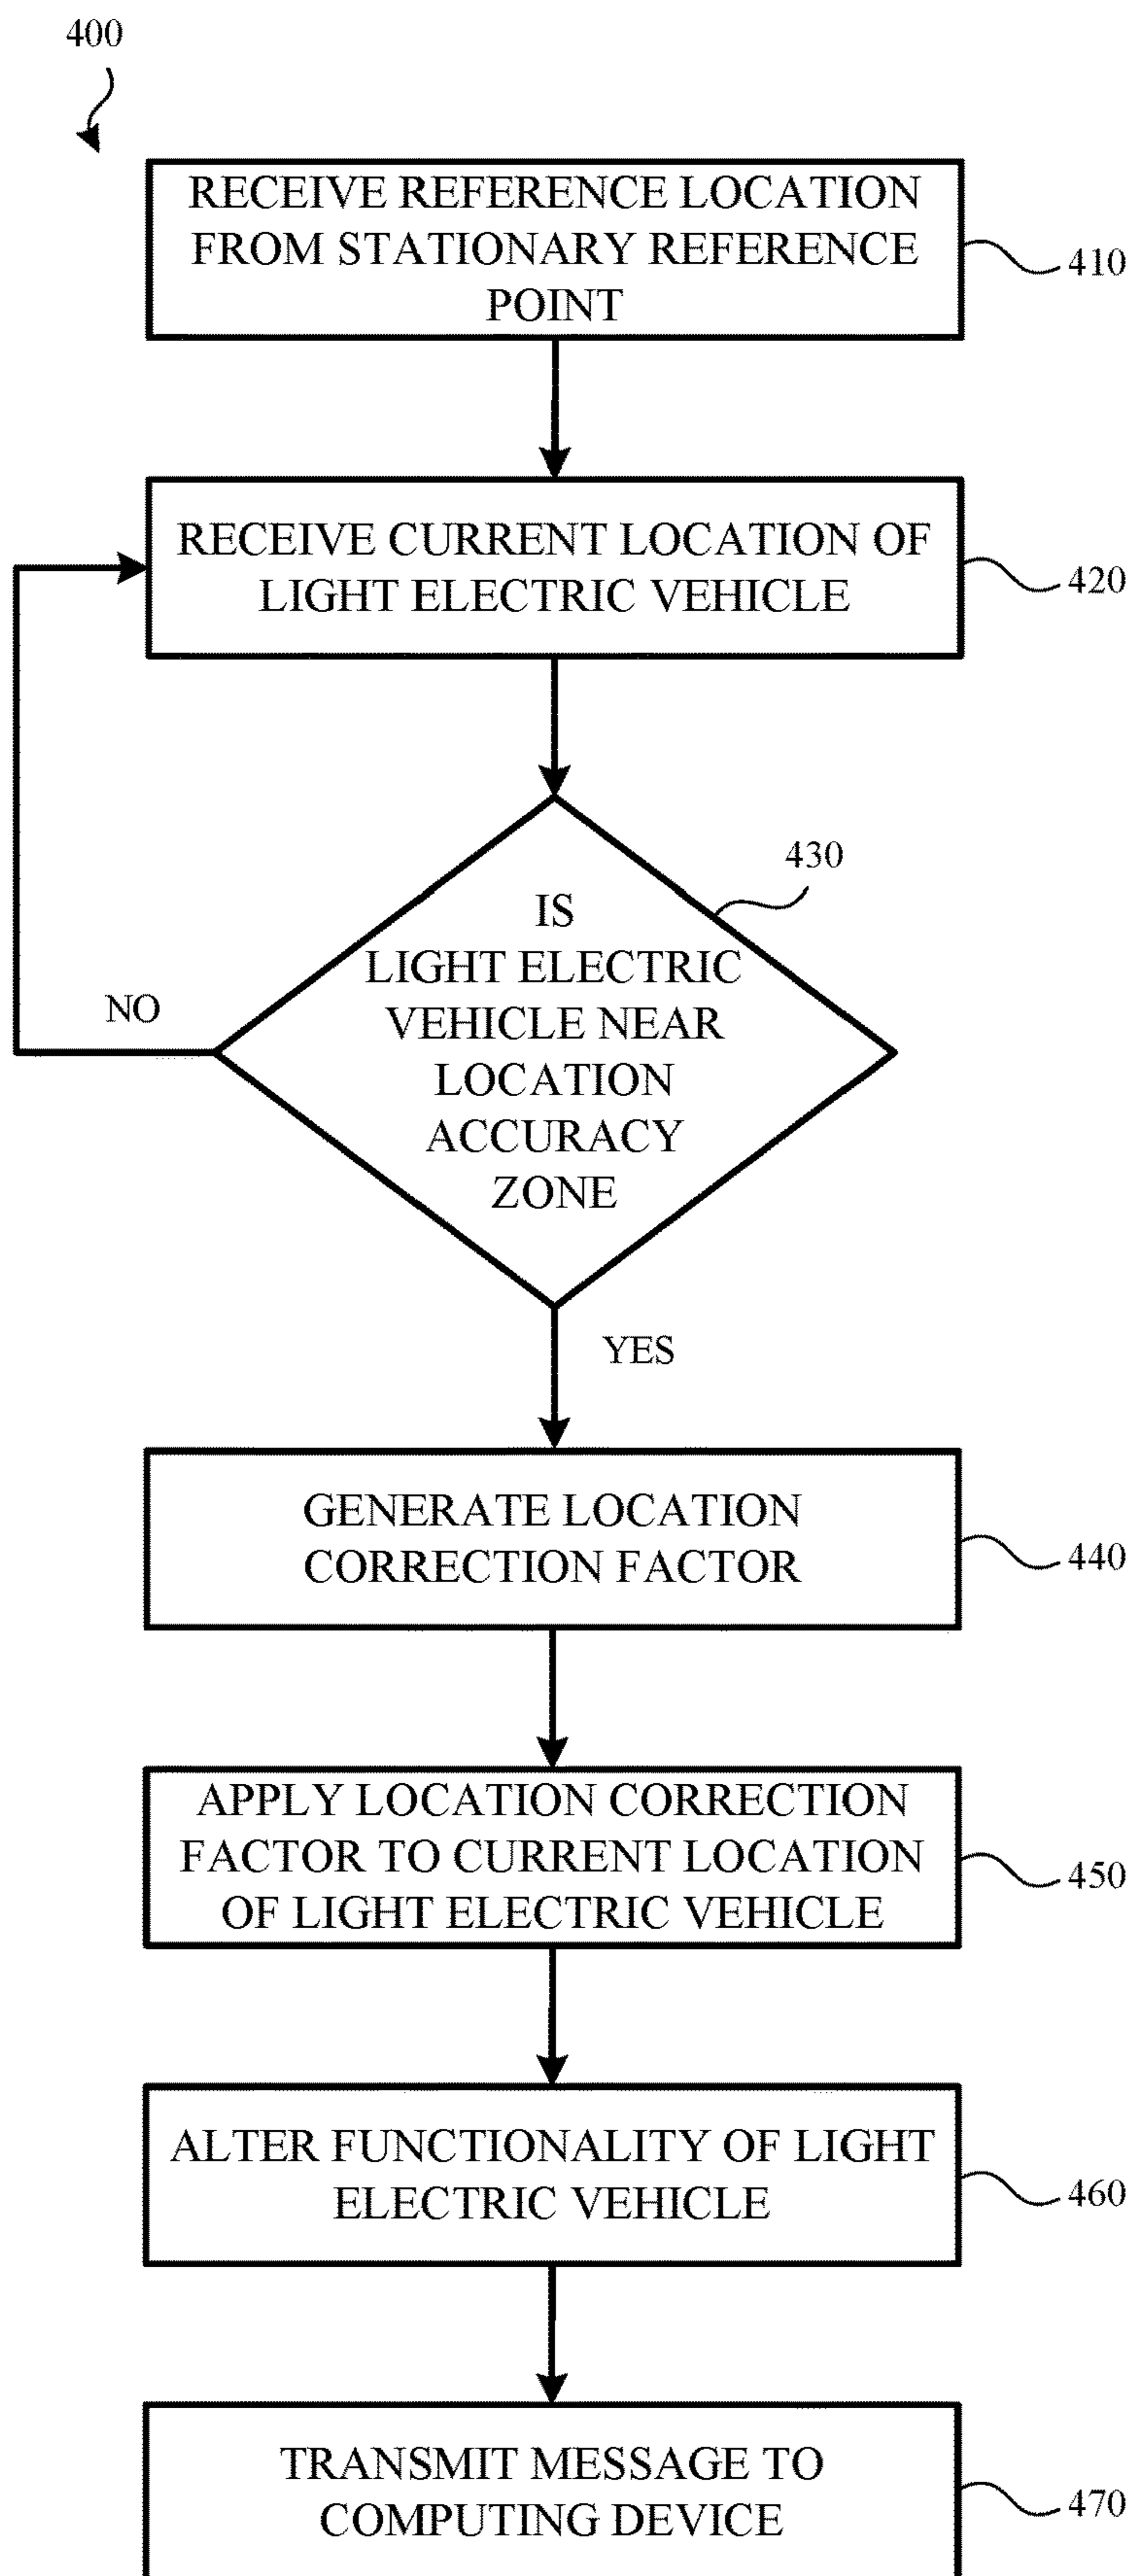 400
RECEIVE REFERENCE LOCATION
FROM STATIONARY REFERENCE
POINT
410
RECEIVE CURRENT LOCATION OF
LIGHT ELECTRIC VEHICLE
420
430
IS
LIGHT ELECTRIC
VEHICLE NEAR
LOCATION
ACCURACY
ZONE
NO
YES
GENERATE LOCATION
CORRECTION FACTOR
440
APPLY LOCATION CORRECTION
FACTOR TO CURRENT LOCATION
OF LIGHT ELECTRIC VEHICLE
450
ALTER FUNCTIONALITY OF LIGHT
ELECTRIC VEHICLE
460
TRANSMIT MESSAGE TO
COMPUTING DEVICE
470